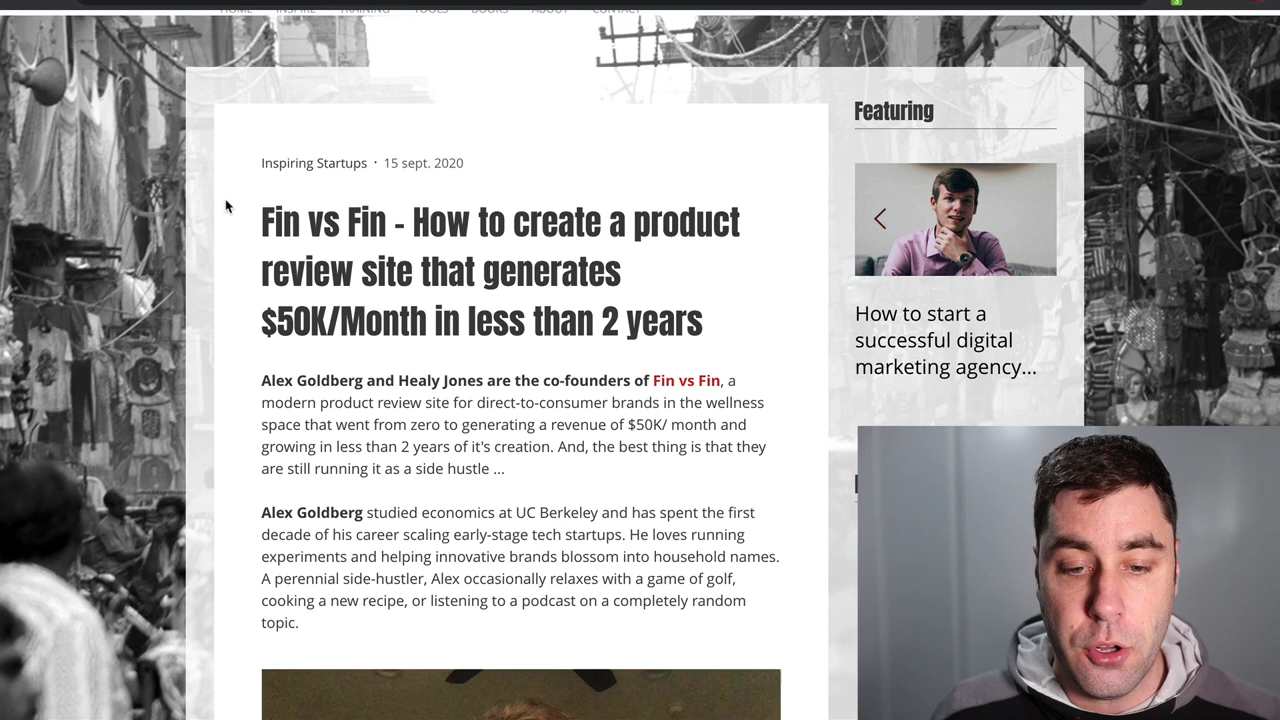 HOME INSPIRE TRAINING TOOLS BOOKS ABOUT CONTACT
Inspiring Startups · 15 sept. 2020
Fin vs Fin - How to create a product
review site that generates
$50K/Month in less than 2 years
Alex Goldberg and Healy Jones are the co-founders of Fin vs Fin, a
modern product review site for direct-to-consumer brands in the wellness
space that went from zero to generating a revenue of $50K/ month and
growing in less than 2 years of it's creation. And, the best thing is that they
are still running it as a side hustle ...
Alex Goldberg studied economics at UC Berkeley and has spent the first
decade of his career scaling early-stage tech startups. He loves running
experiments and helping innovative brands blossom into household names.
A perennial side-hustler, Alex occasionally relaxes with a game of golf,
cooking a new recipe, or listening to a podcast on a completely random
topic.
Featuring
How to start a
successful digital
marketing agency...